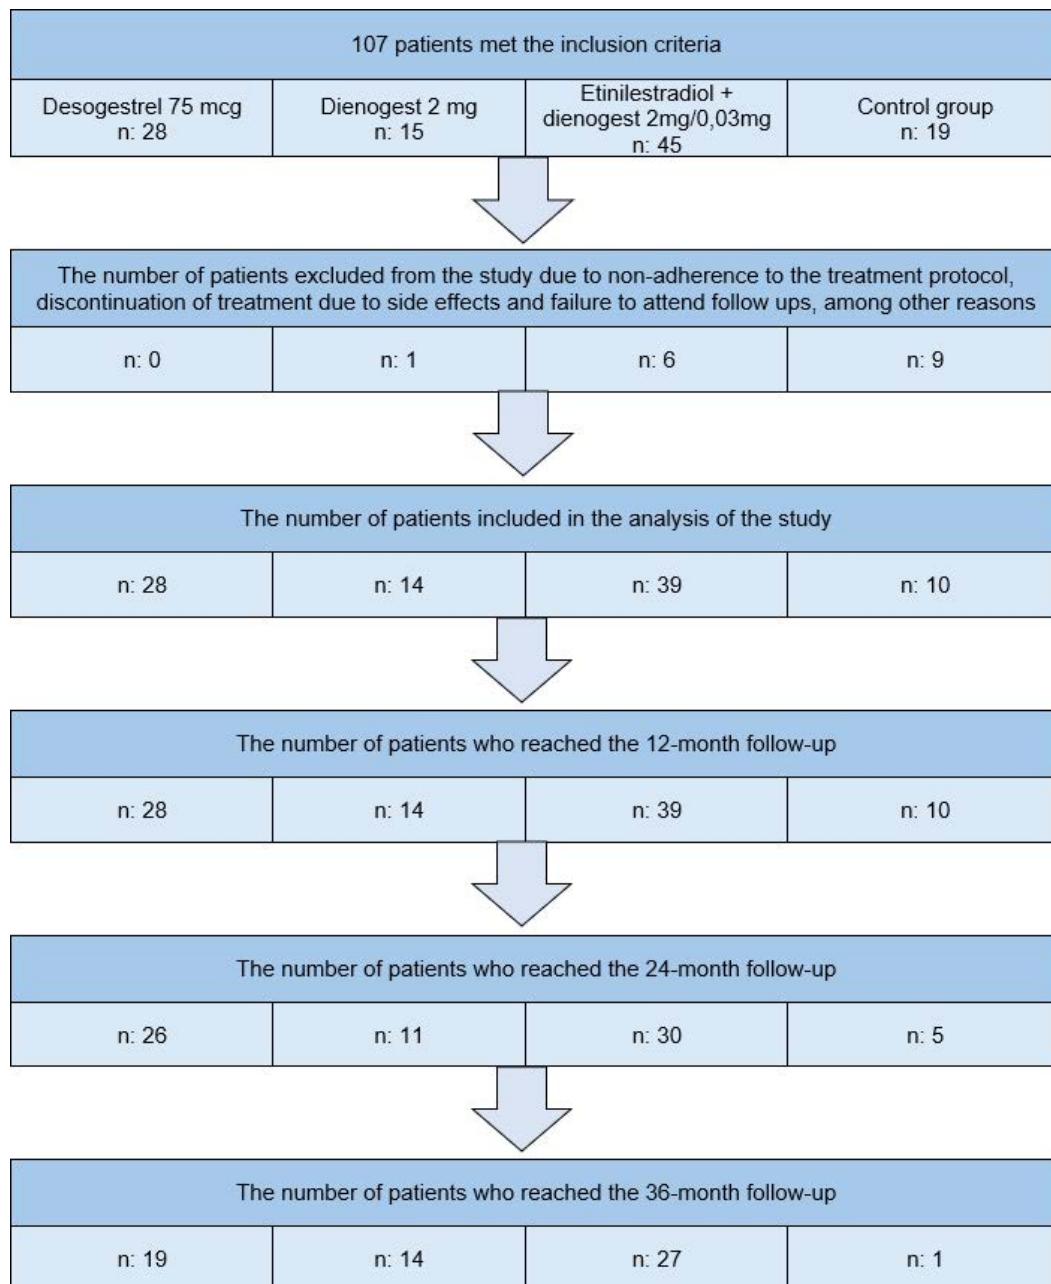 107 patients met the inclusion criteria
Desogestrel 75 mcg
n: 28
Dienogest 2 mg
n: 15
Etinilestradiol +
dienogest 2mg/0,03mg
n: 45
Control group
n: 19
The number of patients excluded from the study due to non-adherence to the treatment protocol,
discontinuation of treatment due to side effects and failure to attend follow ups, among other reasons
n: 0
n: 1
n: 6
n: 9
The number of patients included in the analysis of the study
n: 28
n: 14
n: 39
n: 10
The number of patients who reached the 12-month follow-up
n: 28
n: 14
n: 39
n: 10
The number of patients who reached the 24-month follow-up
n: 26
n: 11
n: 30
n: 5
The number of patients who reached the 36-month follow-up
n: 19
n: 14
n: 27
n: 1